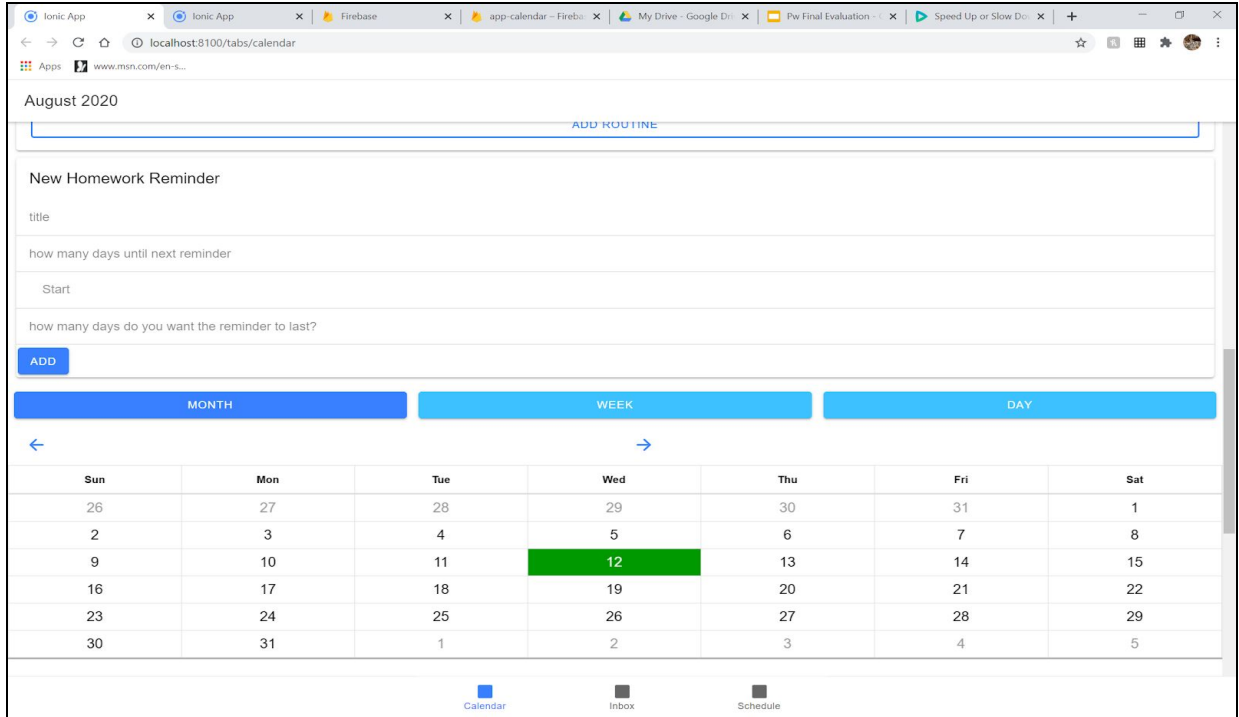 Ionic App Ionic App Firebase app-calendar – Fireba My Drive - Google Dri Pw Final Evaluation - Speed Up or Slow Dov
localhost:8100/tabs/calendar
Apps www.msn.com/en-s...
August 2020
ADD ROUTINE
New Homework Reminder
title
how many days until next reminder
Start
how many days do you want the reminder to last?
ADD
MONTH WEEK DAY
Sun Mon Tue Wed Thu Fri Sat
26 27 28 29 30 31 1
2 3 4 5 6 7 8
9 10 11 12 13 14 15
16 17 18 19 20 21 22
23 24 25 26 27 28 29
30 31 1 2 3 4 5
Calendar Inbox Schedule